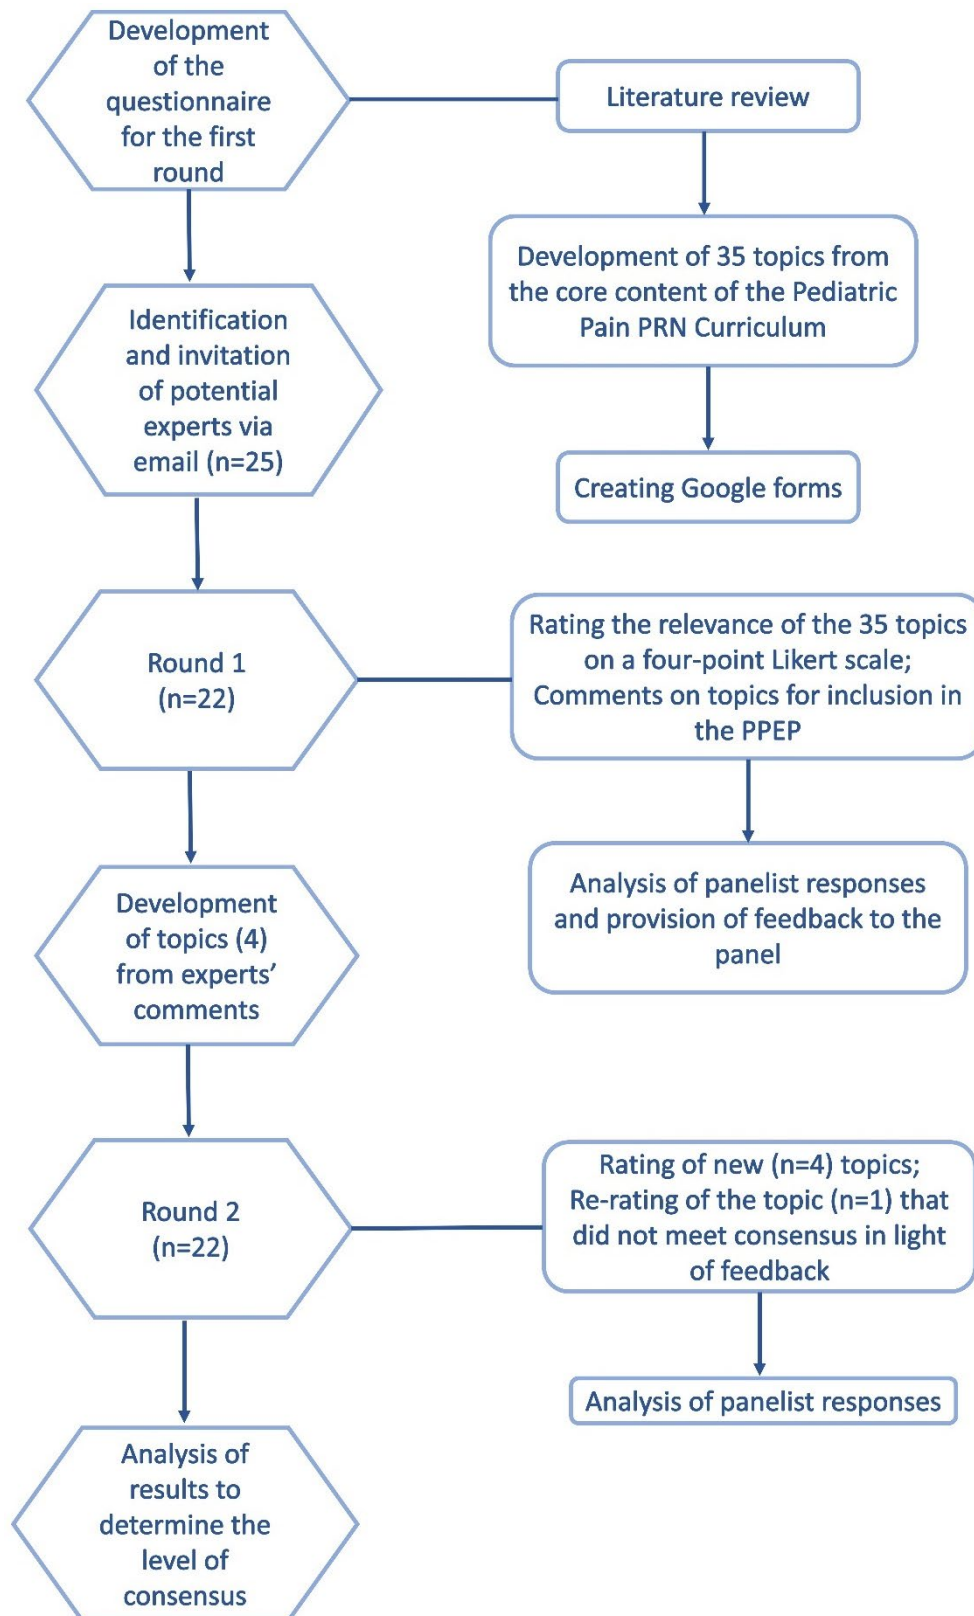 Development
of the
questionnaire
for the first
round
Literature review
Development of 35 topics from
the core content of the Pediatric
Pain PRN Curriculum
Creating Google forms
Identification
and invitation
of potential
experts via
email (n=25)
Round 1
(n=22)
Rating the relevance of the 35 topics
on a four-point Likert scale;
Comments on topics for inclusion in
the PPEP
Analysis of panelist responses
and provision of feedback to the
panel
Development
of topics (4)
from experts’
comments
Round 2
(n=22)
Rating of new (n=4) topics;
Re-rating of the topic (n=1) that
did not meet consensus in light
of feedback
Analysis of panelist responses
Analysis of
results to
determine the
level of
consensus